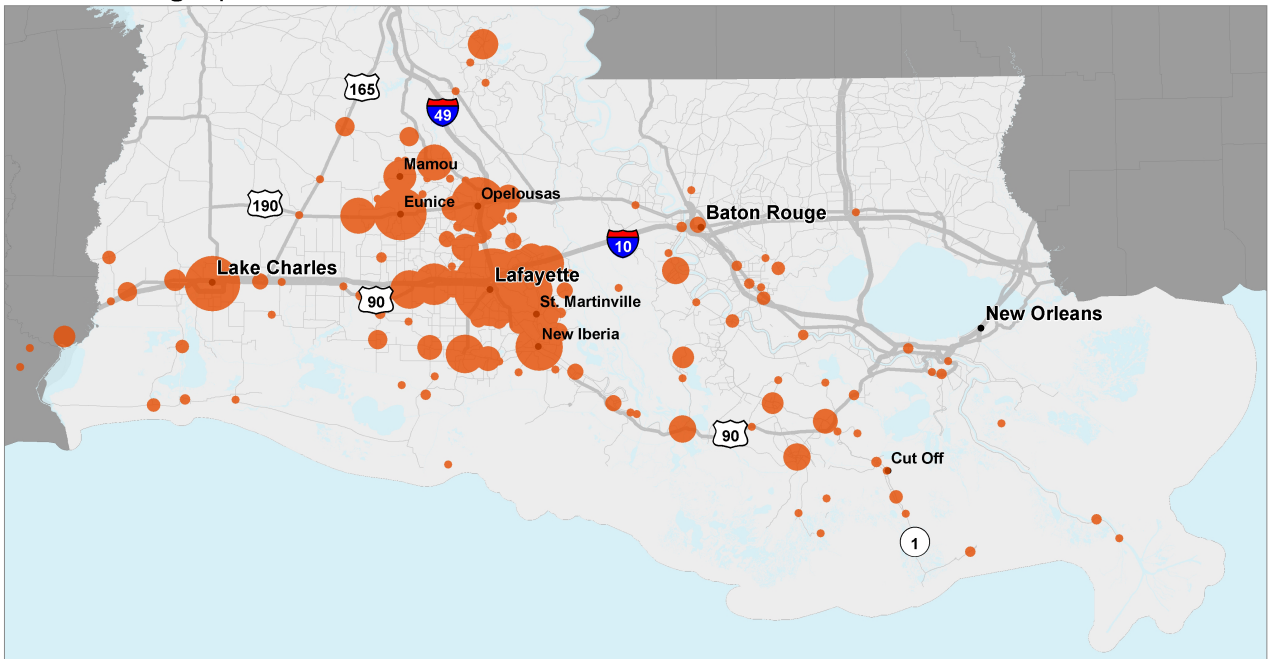 165
49
Mamou
Opelousas
Eunice
190
Baton Rouge
10
Lake Charles
Lafayette
90
St. Martinville
New Orleans
New Iberia
90
Cut Off
1